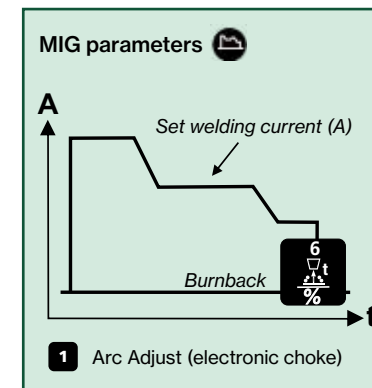 MIG parameters
A
Set welding current (A)
6
t
Burnback
%
t
1 Arc Adjust (electronic choke)